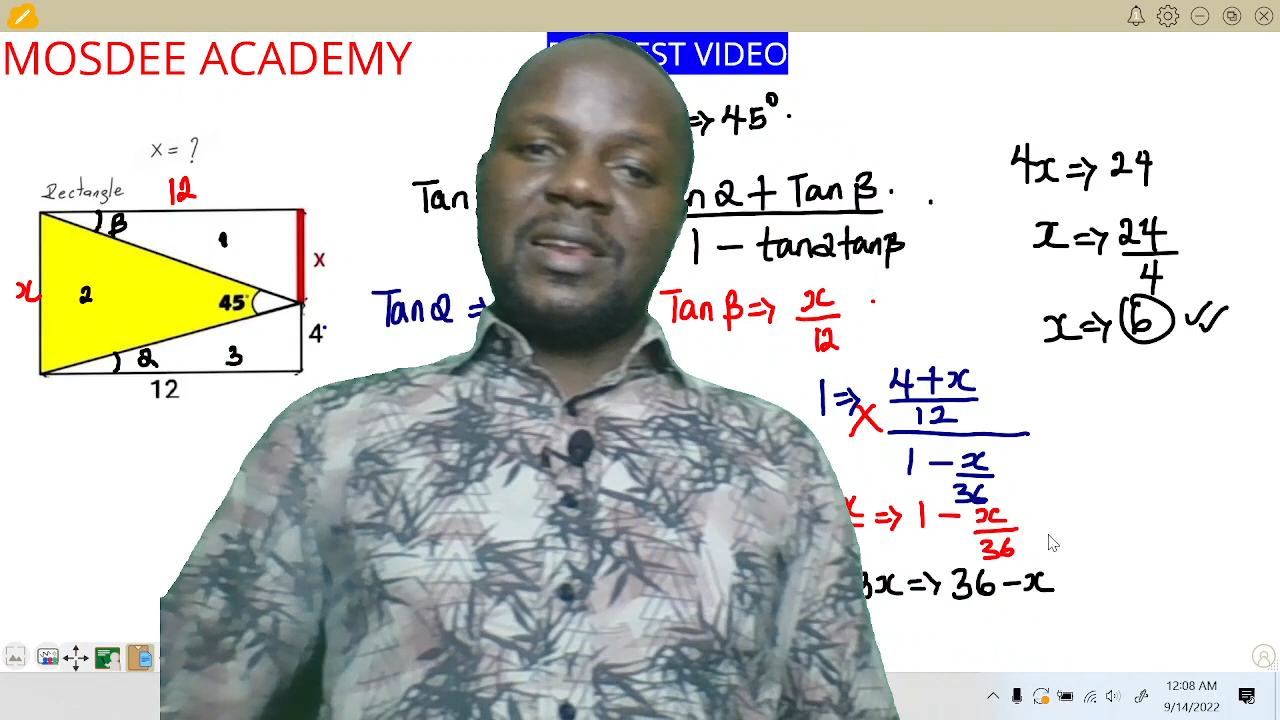 MOSDEE ACADEMY
EST VIDEO
⇒ 45°.
x = ?
Rectangle
12
β
1
x
x
2
45°
4
2
3
12
Tan
n 2 + Tan β.
1 - tan2tanβ
Tan2 ⇒
Tan β ⇒ x/12
1 ⇒ (4+x)/12
1 - x/36
x ⇒ 1 - x/36
3x ⇒ 36 - x
4x ⇒ 24
x ⇒ 24/4
x ⇒ 6
12:08 AM
9/14/2022